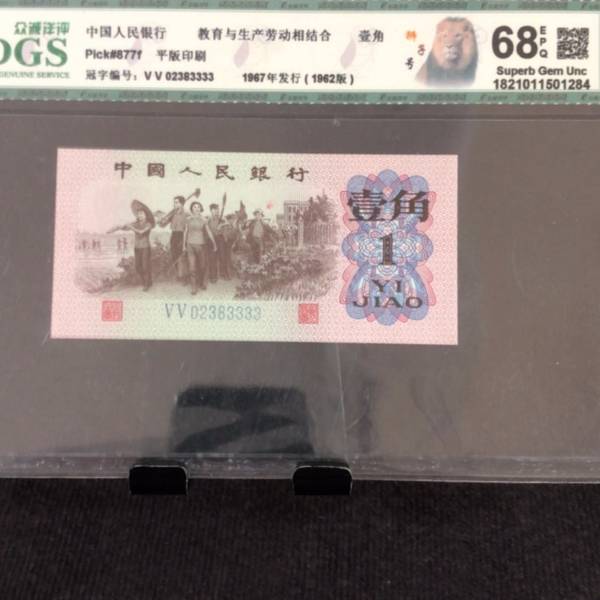 众诚评评
DGS
GENUINE SERVICE
中国人民银行 教育与生产劳动相结合 壹角
Pick#877f 平版印刷
冠字编号: VV 02383333 1967年发行 (1962版)
狮子号
68 EPQ
Superb Gem Unc
1821011501284
中國人民銀行
壹角
1
YI
JIAO
VV02383333